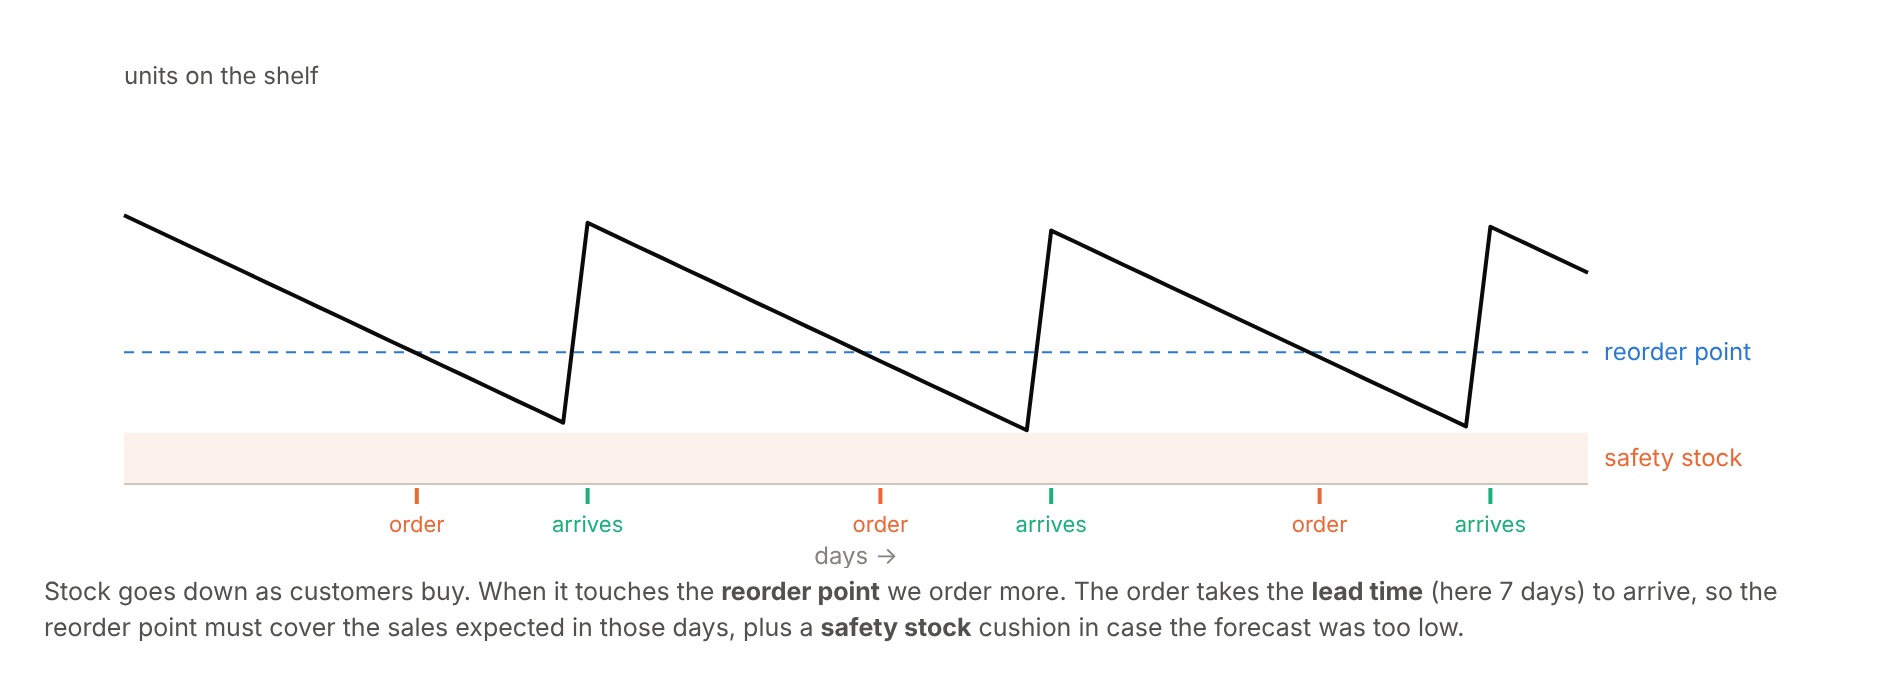 units on the shelf
reorder point
safety stock
order
arrives
order
arrives
order
arrives
days →
Stock goes down as customers buy. When it touches the reorder point we order more. The order takes the lead time (here 7 days) to arrive, so the
reorder point must cover the sales expected in those days, plus a safety stock cushion in case the forecast was too low.